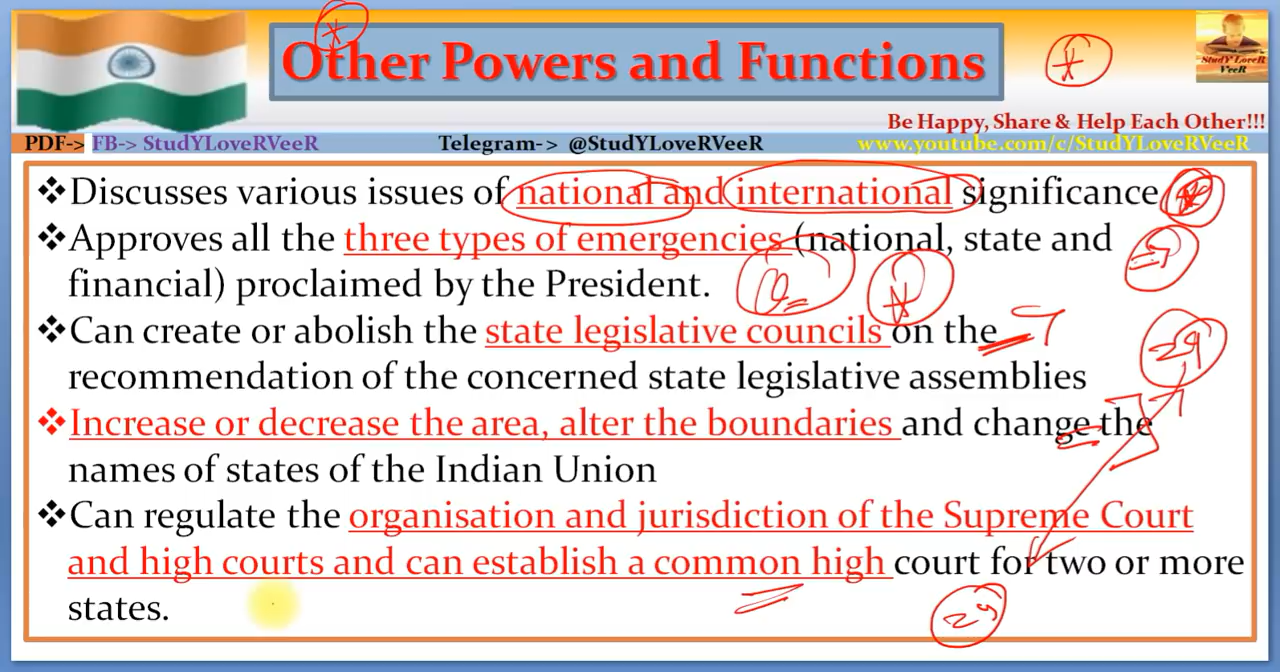 Other Powers and Functions
StudY LoveR
VeeR
Be Happy, Share & Help Each Other!!!
PDF-> FB-> StudYLoveRVeeR Telegram-> @StudYLoveRVeeR www.youtube.com/c/StudYLoveRVeeR
❖Discusses various issues of national and international significance
❖Approves all the three types of emergencies (national, state and
financial) proclaimed by the President.
❖Can create or abolish the state legislative councils on the
recommendation of the concerned state legislative assemblies
29
❖Increase or decrease the area, alter the boundaries and change the
names of states of the Indian Union
❖Can regulate the organisation and jurisdiction of the Supreme Court
and high courts and can establish a common high court for two or more
states.
29